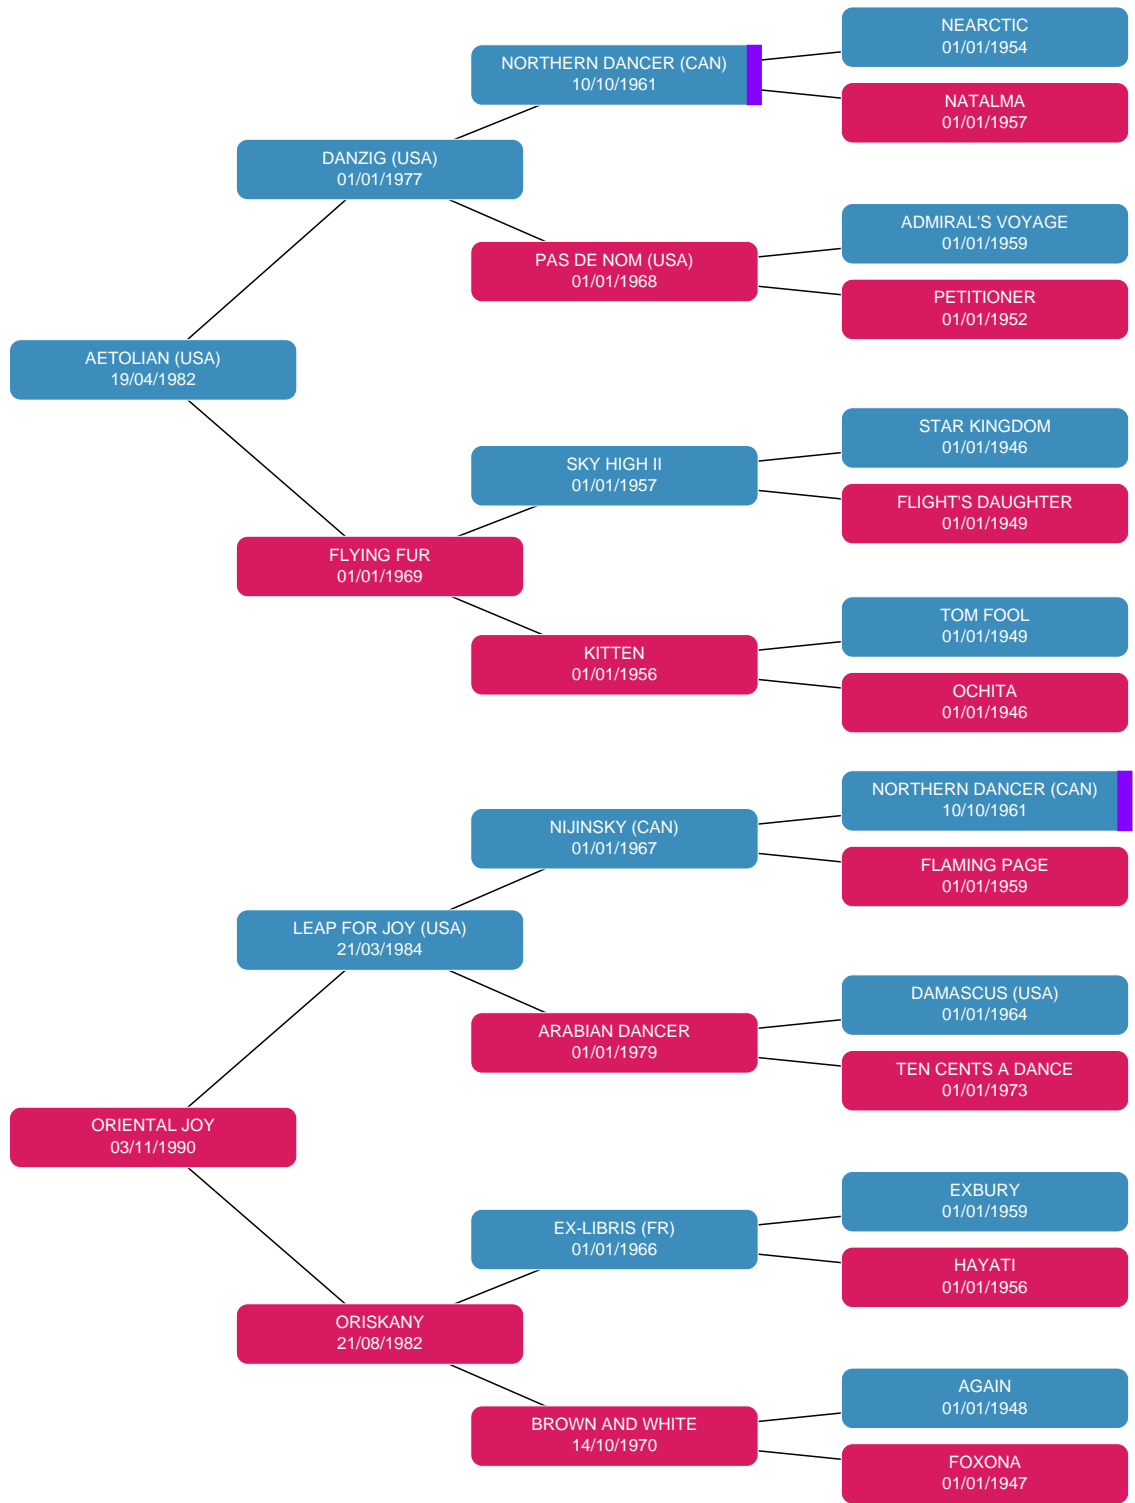 NEARCTIC
01/01/1954
NORTHERN DANCER (CAN)
10/10/1961
NATALMA
01/01/1957
DANZIG (USA)
01/01/1977
ADMIRAL'S VOYAGE
01/01/1959
PAS DE NOM (USA)
01/01/1968
PETITIONER
01/01/1952
AETOLIAN (USA)
19/04/1982
STAR KINGDOM
01/01/1946
SKY HIGH II
01/01/1957
FLIGHT'S DAUGHTER
01/01/1949
FLYING FUR
01/01/1969
TOM FOOL
01/01/1949
KITTEN
01/01/1956
OCHITA
01/01/1946
NORTHERN DANCER (CAN)
10/10/1961
NIJINSKY (CAN)
01/01/1967
FLAMING PAGE
01/01/1959
LEAP FOR JOY (USA)
21/03/1984
DAMASCUS (USA)
01/01/1964
ARABIAN DANCER
01/01/1979
TEN CENTS A DANCE
01/01/1973
ORIENTAL JOY
03/11/1990
EXBURY
01/01/1959
EX-LIBRIS (FR)
01/01/1966
HAYATI
01/01/1956
ORISKANY
21/08/1982
AGAIN
01/01/1948
BROWN AND WHITE
14/10/1970
FOXONA
01/01/1947